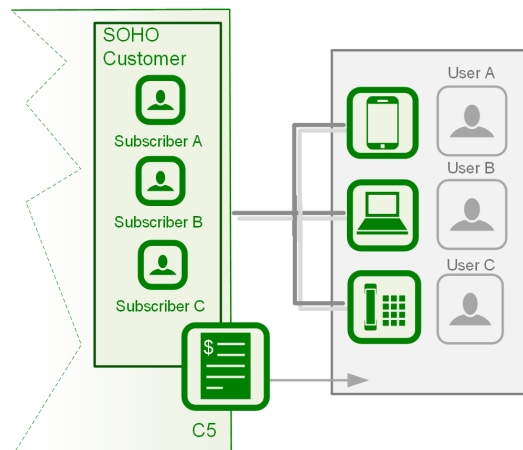 SOHO
Customer
Subscriber A
Subscriber B
Subscriber C
$
C5
User A
User B
User C